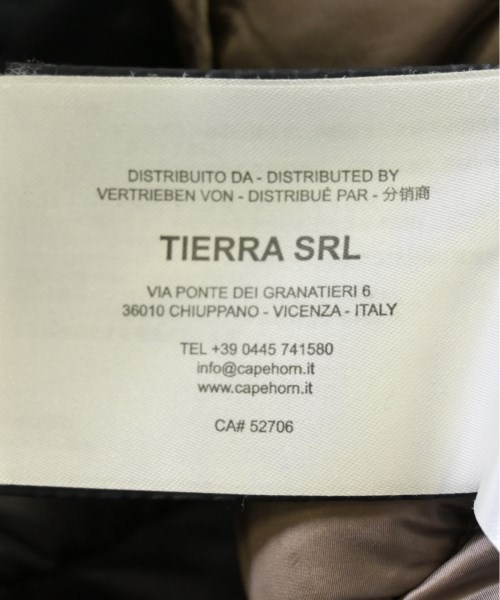 DISTRIBUITO DA - DISTRIBUTED BY
VERTRIEBEN VON - DISTRIBUÉ PAR - 分销商
TIERRA SRL
VIA PONTE DEI GRANATIERI 6
36010 CHIUPPANO - VICENZA - ITALY
TEL +39 0445 741580
info@capehorn.it
www.capehorn.it
CA# 52706